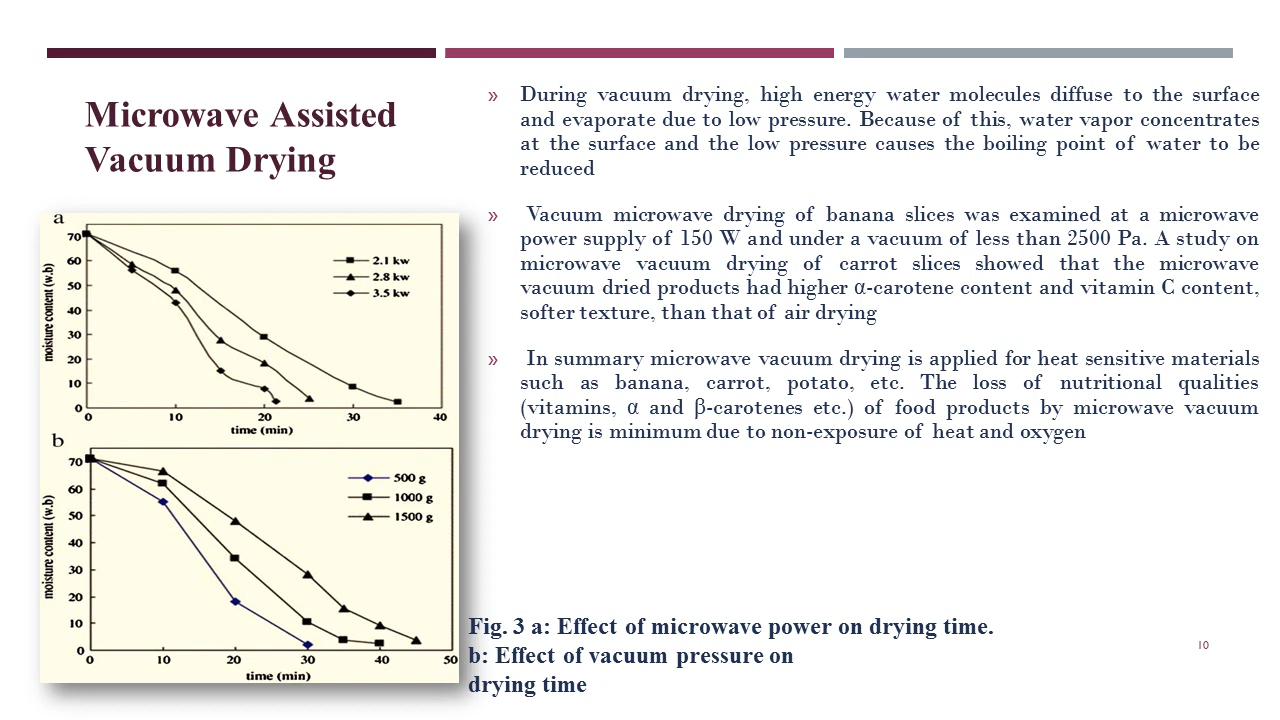 Microwave Assisted
Vacuum Drying
» During vacuum drying, high energy water molecules diffuse to the surface
and evaporate due to low pressure. Because of this, water vapor concentrates
at the surface and the low pressure causes the boiling point of water to be
reduced
» Vacuum microwave drying of banana slices was examined at a microwave
power supply of 150 W and under a vacuum of less than 2500 Pa. A study on
microwave vacuum drying of carrot slices showed that the microwave
vacuum dried products had higher α-carotene content and vitamin C content,
softer texture, than that of air drying
» In summary microwave vacuum drying is applied for heat sensitive materials
such as banana, carrot, potato, etc. The loss of nutritional qualities
(vitamins, α and β-carotenes etc.) of food products by microwave vacuum
drying is minimum due to non-exposure of heat and oxygen
a
moisture content (w.b)
70
60
50
40
30
20
10
0
0 10 20 30 40
time (min)
2.1 kw
2.8 kw
3.5 kw
b
moisture content (w.b)
70
60
50
40
30
20
10
0
0 10 20 30 40 50
time (min)
500 g
1000 g
1500 g
Fig. 3 a: Effect of microwave power on drying time.
b: Effect of vacuum pressure on
drying time
10